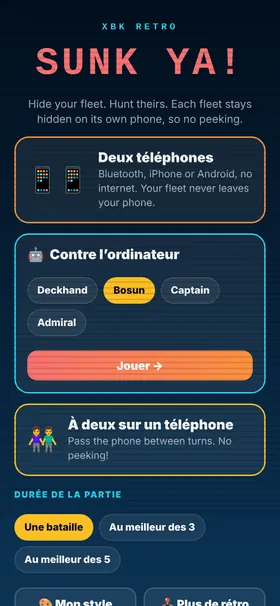 XBK RETRO
SUNK YA!
Hide your fleet. Hunt theirs. Each fleet stays
hidden on its own phone, so no peeking.
Deux téléphones
Bluetooth, iPhone or Android, no
internet. Your fleet never leaves
your phone.
Contre l’ordinateur
Deckhand Bosun Captain
Admiral
Jouer →
À deux sur un téléphone
Pass the phone between turns. No
peeking!
DURÉE DE LA PARTIE
Une bataille Au meilleur des 3
Au meilleur des 5
Mon style Plus de rétro